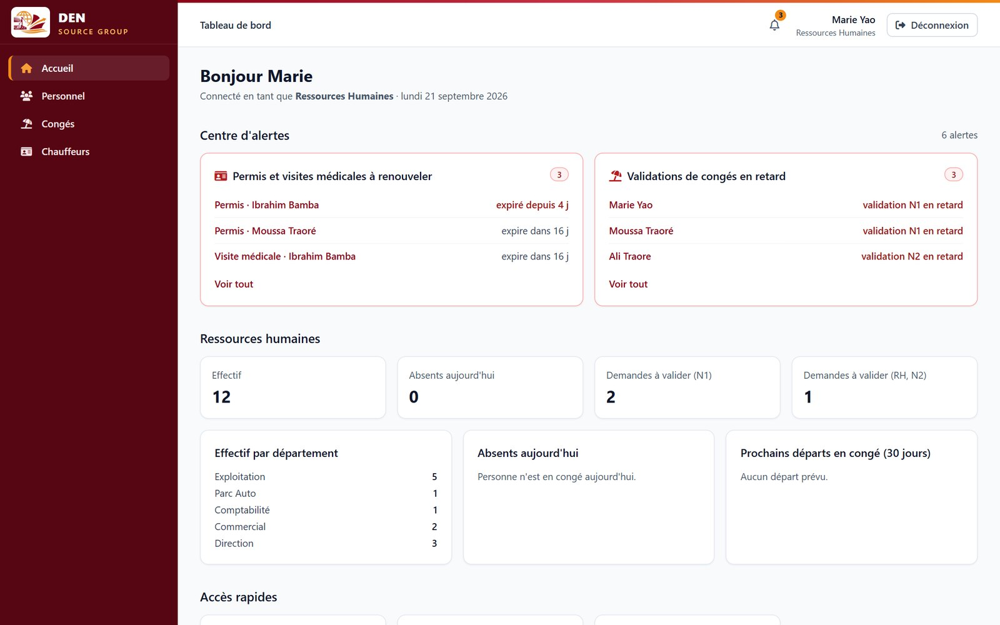 DEN
SOURCE GROUP
Accueil
Personnel
Congés
Chauffeurs
Tableau de bord
3
Marie Yao
Ressources Humaines
Déconnexion
Bonjour Marie
Connecté en tant que Ressources Humaines · lundi 21 septembre 2026
Centre d'alertes
6 alertes
Permis et visites médicales à renouveler
3
Permis · Ibrahim Bamba
expiré depuis 4 j
Permis · Moussa Traoré
expire dans 16 j
Visite médicale · Ibrahim Bamba
expire dans 16 j
Voir tout
Validations de congés en retard
3
Marie Yao
validation N1 en retard
Moussa Traoré
validation N1 en retard
Ali Traore
validation N2 en retard
Voir tout
Ressources humaines
Effectif
12
Absents aujourd'hui
0
Demandes à valider (N1)
2
Demandes à valider (RH, N2)
1
Effectif par département
Exploitation 5
Parc Auto 1
Comptabilité 1
Commercial 2
Direction 3
Absents aujourd'hui
Personne n'est en congé aujourd'hui.
Prochains départs en congé (30 jours)
Aucun départ prévu.
Accès rapides